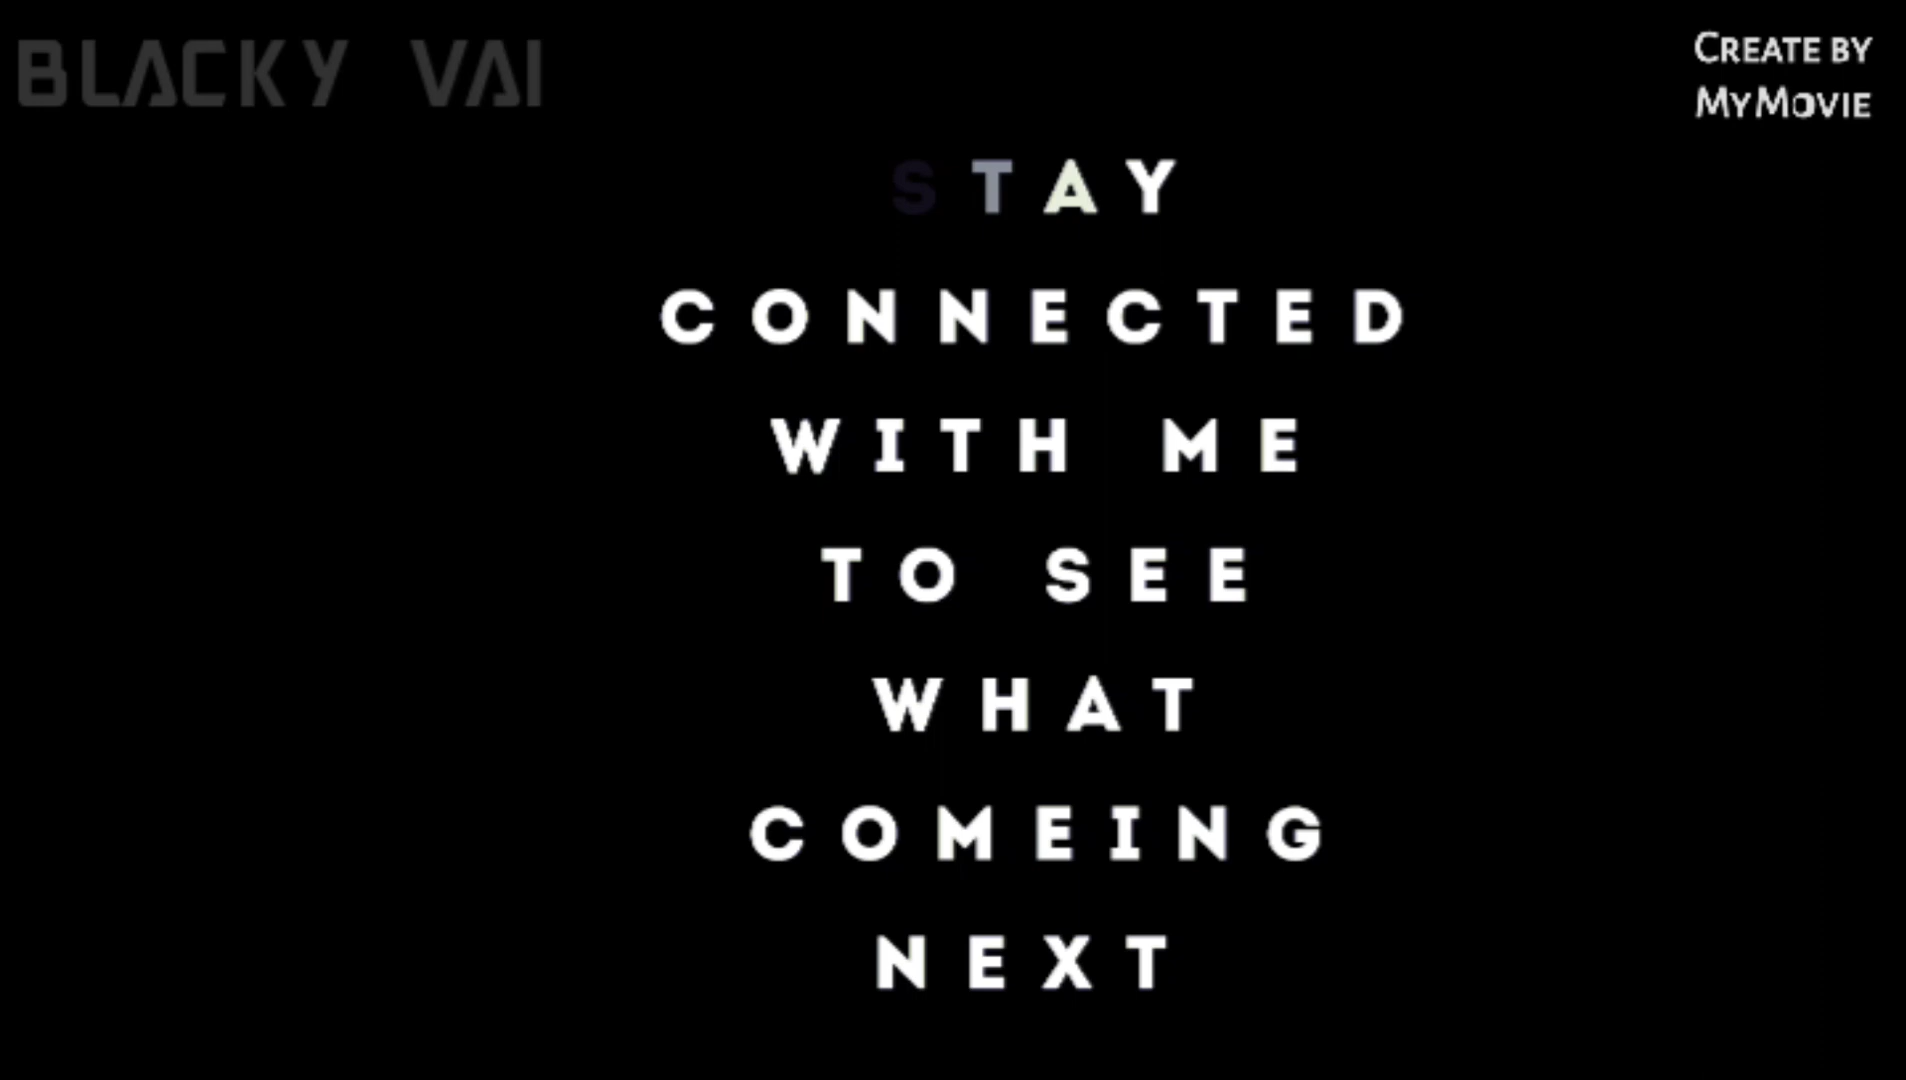 BLACKY VAI
CREATE BY
MYMOVIE
STAY
CONNECTED
WITH ME
TO SEE
WHAT
COMEING
NEXT